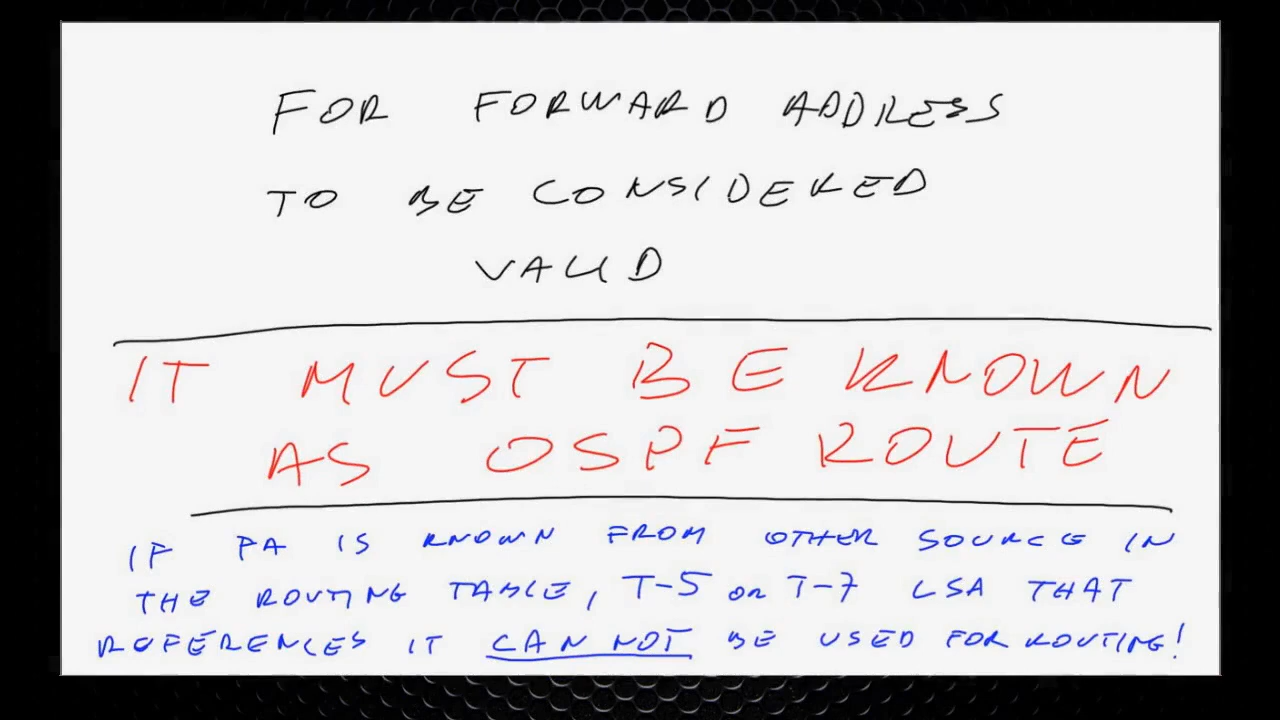 FOR FORWARD ADDRESS
TO BE CONSIDERED
VALID
IT MUST BE KNOWN
AS OSPF ROUTE
IF FA IS KNOWN FROM OTHER SOURCE IN
THE ROUTING TABLE, T-5 OR T-7 LSA THAT
REFERENCES IT CAN NOT BE USED FOR ROUTING!